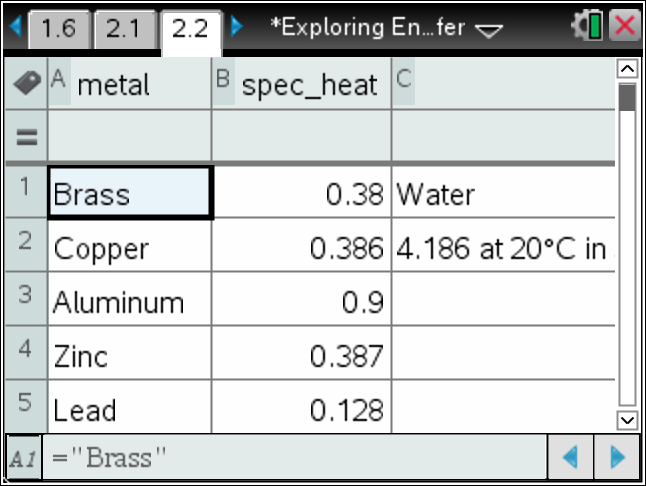 1.6 2.1 2.2 *Exploring En...fer
A metal B spec_heat C
=
1 Brass 0.38 Water
2 Copper 0.386 4.186 at 20°C in
3 Aluminum 0.9
4 Zinc 0.387
5 Lead 0.128
A1 ="Brass"